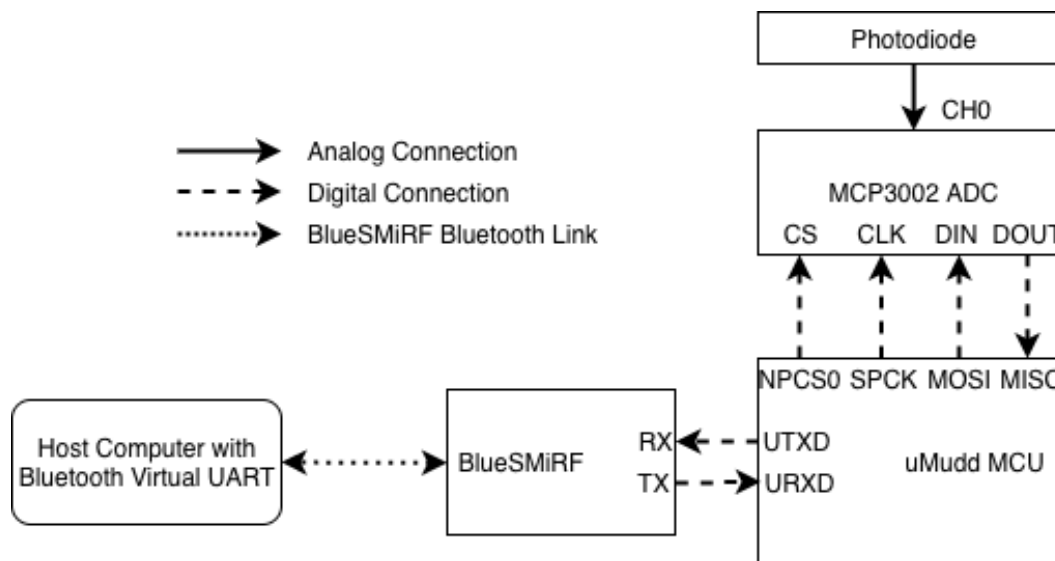 Photodiode
CH0
Analog Connection
Digital Connection
BlueSMiRF Bluetooth Link
MCP3002 ADC
CS CLK DIN DOUT
NPCS0 SPCK MOSI MISO
Host Computer with
Bluetooth Virtual UART
BlueSMiRF
RX
TX
UTXD
URXD
uMudd MCU